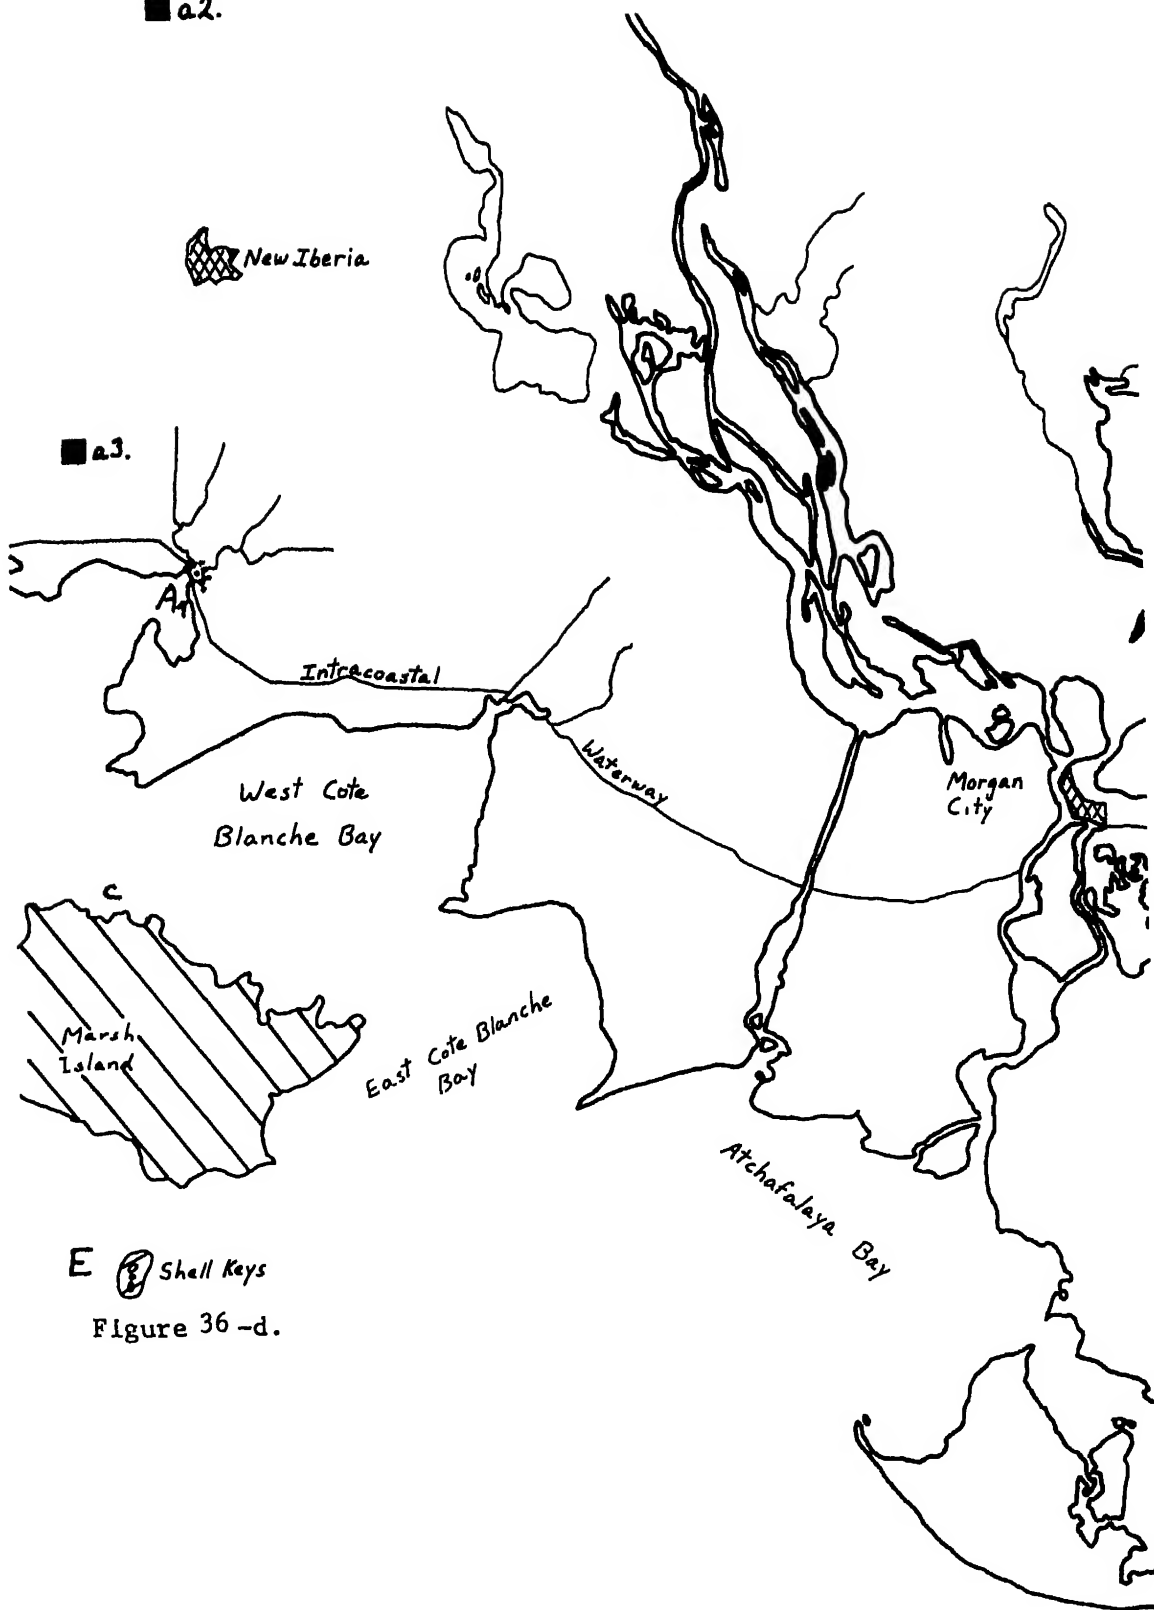 a2.
New Iberia
a3.
A1
Intracoastal
Waterway
West Cote
Blanche Bay
Morgan
City
C
Marsh
Island
East Cote Blanche
Bay
Atchafalaya Bay
E
Shell Keys
Figure 36-d.